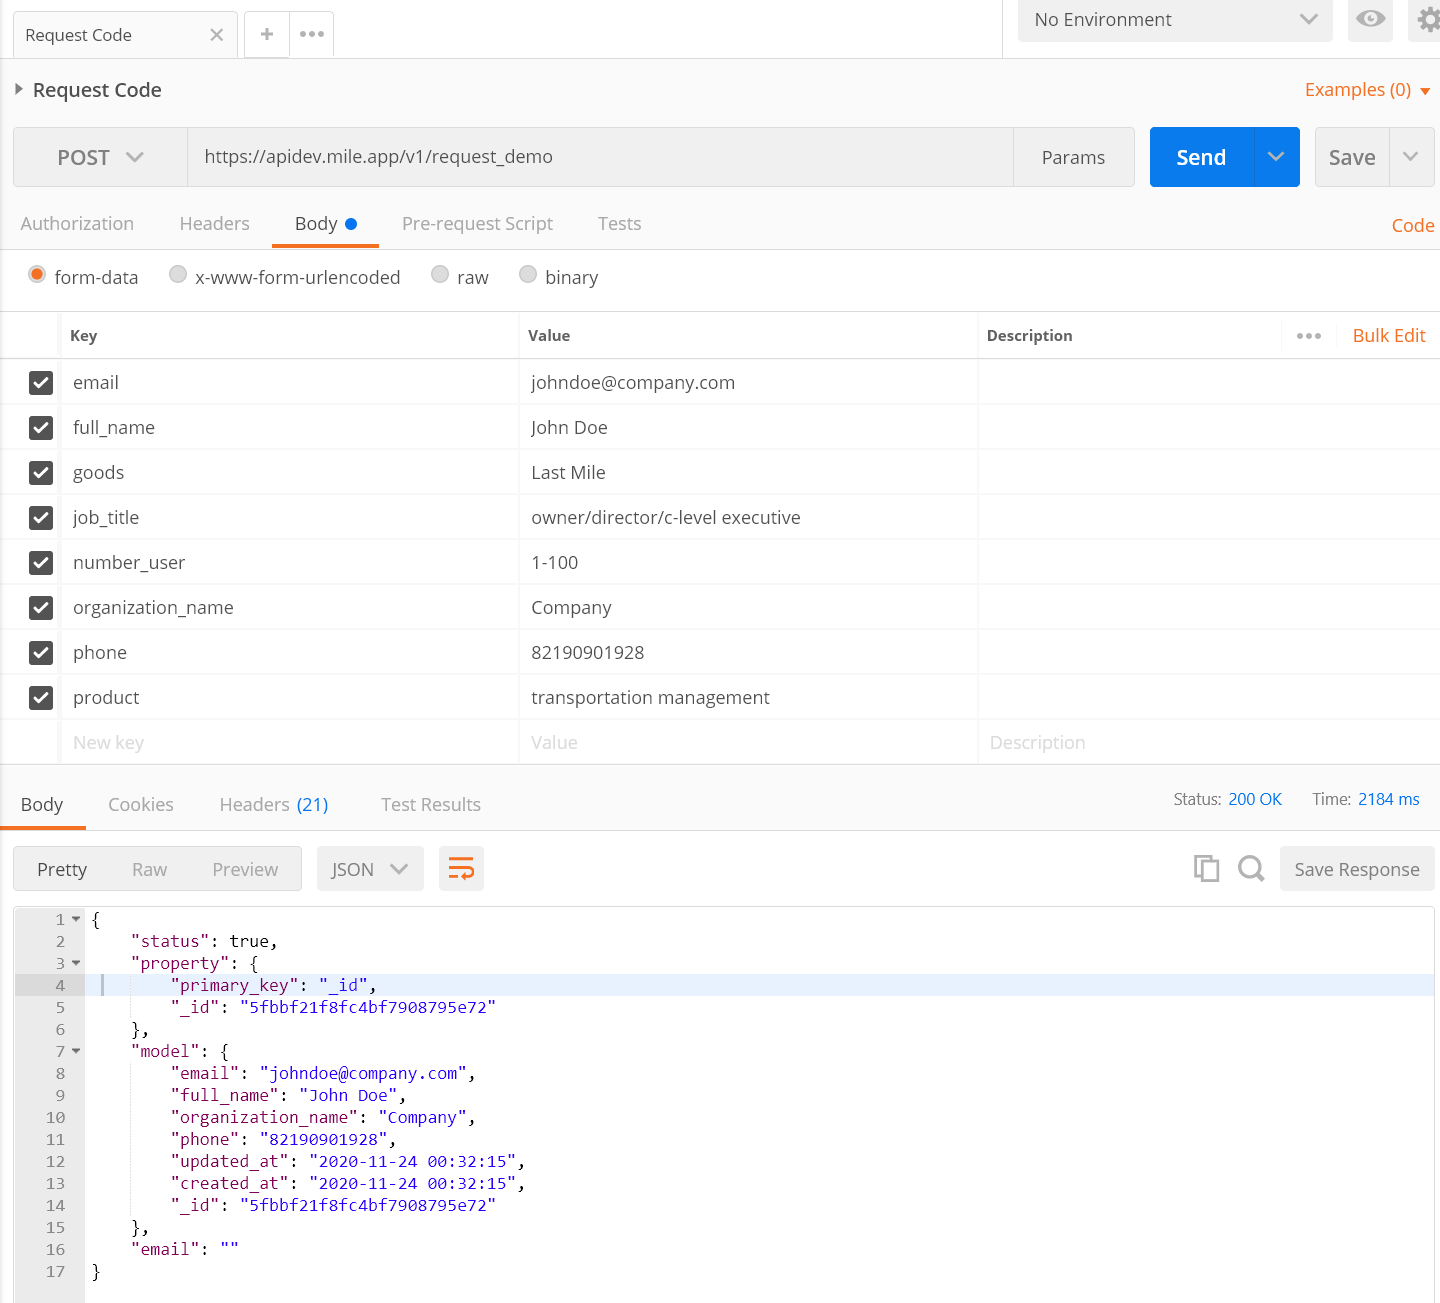 Request Code
No Environment
Request Code
Examples (0)
POST
https://apidev.mile.app/v1/request_demo
Params
Send
Save
Authorization
Headers
Body
Pre-request Script
Tests
Code
form-data
x-www-form-urlencoded
raw
binary
Key Value Description Bulk Edit
email johndoe@company.com
full_name John Doe
goods Last Mile
job_title owner/director/c-level executive
number_user 1-100
organization_name Company
phone 82190901928
product transportation management
New key Value Description
Body Cookies Headers (21) Test Results Status: 200 OK Time: 2184 ms
Pretty Raw Preview JSON Save Response
1 {
2 "status": true,
3 "property": {
4 "primary_key": "_id",
5 "_id": "5fbbf21f8fc4bf7908795e72"
6 },
7 "model": {
8 "email": "johndoe@company.com",
9 "full_name": "John Doe",
10 "organization_name": "Company",
11 "phone": "82190901928",
12 "updated_at": "2020-11-24 00:32:15",
13 "created_at": "2020-11-24 00:32:15",
14 "_id": "5fbbf21f8fc4bf7908795e72"
15 },
16 "email": ""
17 }